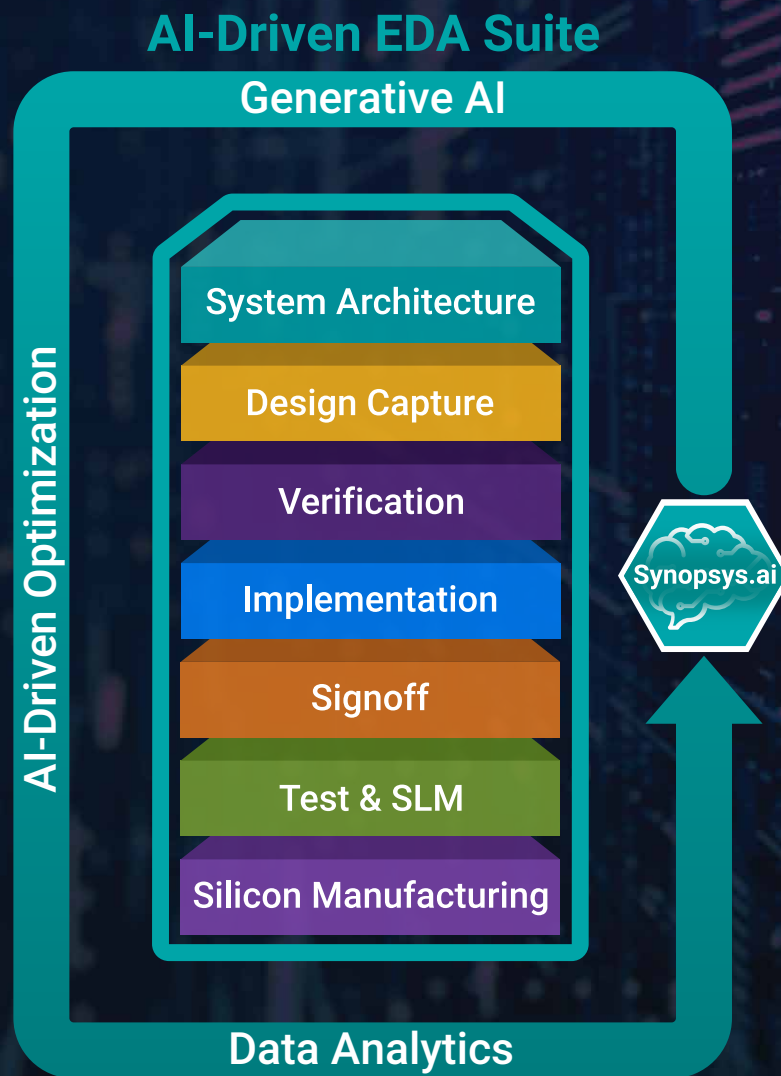 AI-Driven EDA Suite
Generative AI
AI-Driven Optimization
System Architecture
Design Capture
Verification
Implementation
Signoff
Test & SLM
Silicon Manufacturing
Synopsys.ai
Data Analytics